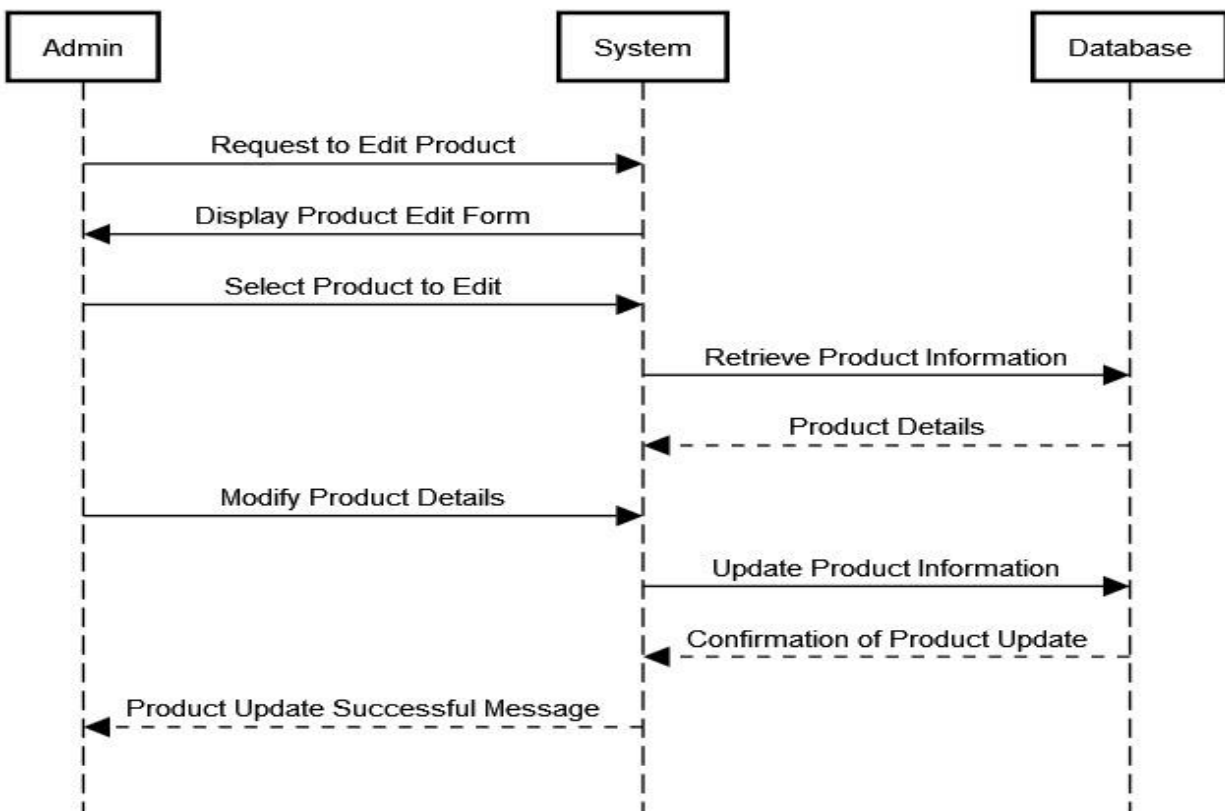 Admin
System
Database
Request to Edit Product
Display Product Edit Form
Select Product to Edit
Retrieve Product Information
Product Details
Modify Product Details
Update Product Information
Confirmation of Product Update
Product Update Successful Message